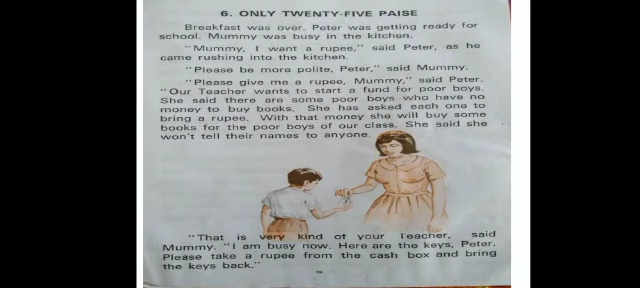 6. ONLY TWENTY-FIVE PAISE
Breakfast was over. Peter was getting ready for
school. Mummy was busy in the kitchen.
"Mummy, I want a rupee," said Peter, as he
came rushing into the kitchen.
"Please be more polite, Peter," said Mummy.
"Please give me a rupee, Mummy," said Peter.
"Our Teacher wants to start a fund for poor boys.
She said there are some poor boys who have no
money to buy books. She has asked each one to
bring a rupee. With that money she will buy some
books for the poor boys of our class. She said she
won't tell their names to anyone.
"That is very kind of your Teacher, said
Mummy. "I am busy now. Here are the keys, Peter.
Please take a rupee from the cash box and bring
the keys back."